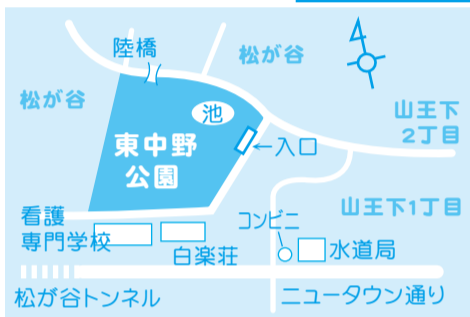 陸橋
松が谷
松が谷
池
山王下
2丁目
東中野
公園
←入口
看護
専門学校
コンビニ
山王下1丁目
白楽荘
水道局
松が谷トンネル
ニュータウン通り